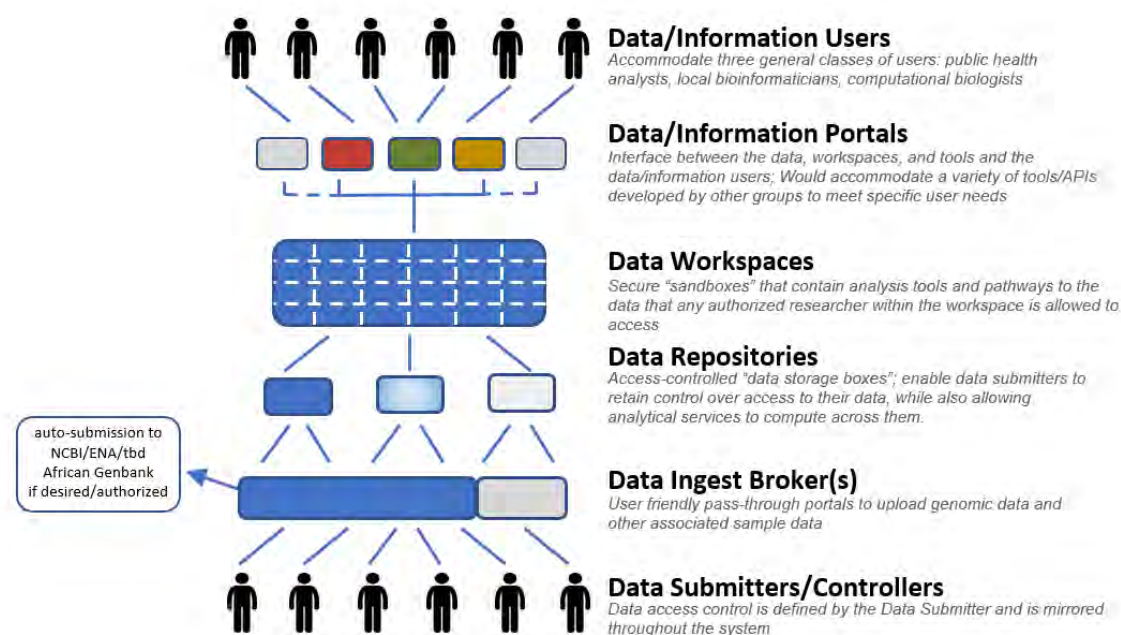 Data/Information Users
Accommodate three general classes of users: public health
analysts, local bioinformaticians, computational biologists
Data/Information Portals
Interface between the data, workspaces, and tools and the
data/information users; Would accommodate a variety of tools/APIs
developed by other groups to meet specific user needs
Data Workspaces
Secure “sandboxes” that contain analysis tools and pathways to the
data that any authorized researcher within the workspace is allowed to
access
Data Repositories
Access-controlled “data storage boxes”; enable data submitters to
retain control over access to their data, while also allowing
analytical services to compute across them.
auto-submission to
NCBI/ENA/tbd
African Genbank
if desired/authorized
Data Ingest Broker(s)
User friendly pass-through portals to upload genomic data and
other associated sample data
Data Submitters/Controllers
Data access control is defined by the Data Submitter and is mirrored
throughout the system